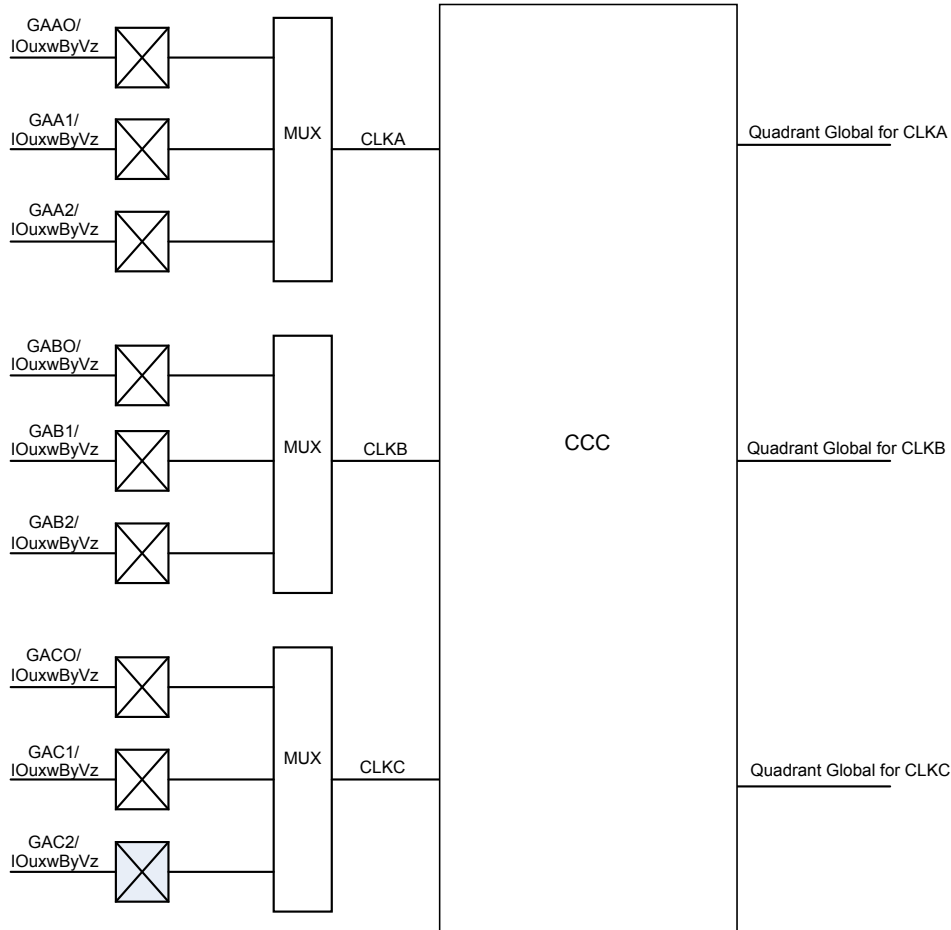 GAAO/
IOuxwByVz
GAA1/
IOuxwByVz
GAA2/
IOuxwByVz
MUX
CLKA
Quadrant Global for CLKA
GABO/
IOuxwByVz
GAB1/
IOuxwByVz
GAB2/
IOuxwByVz
MUX
CLKB
CCC
Quadrant Global for CLKB
GACO/
IOuxwByVz
GAC1/
IOuxwByVz
GAC2/
IOuxwByVz
MUX
CLKC
Quadrant Global for CLKC